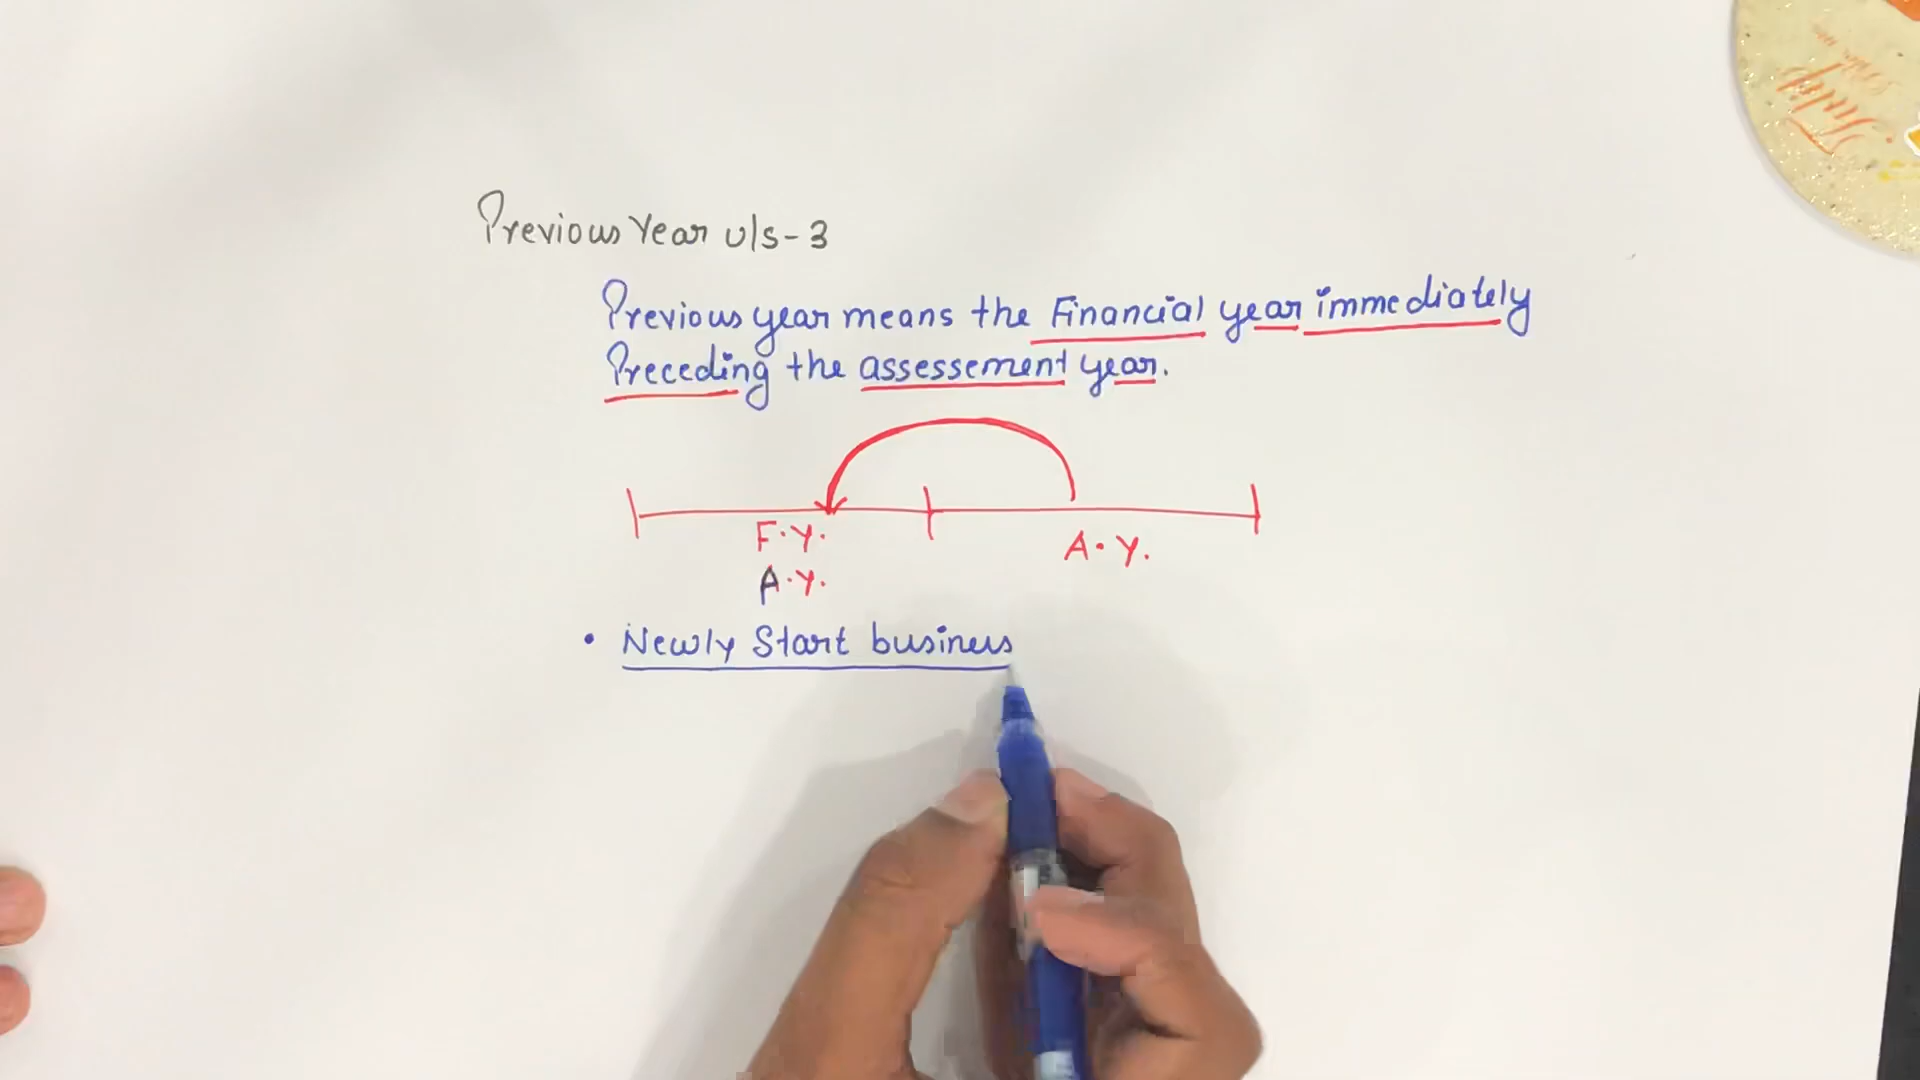 Previous Year u/s-3
Previous year means the Financial year immediately
Preceding the assessement year.
F.Y.
A.Y.
A.Y.
• Newly Start business